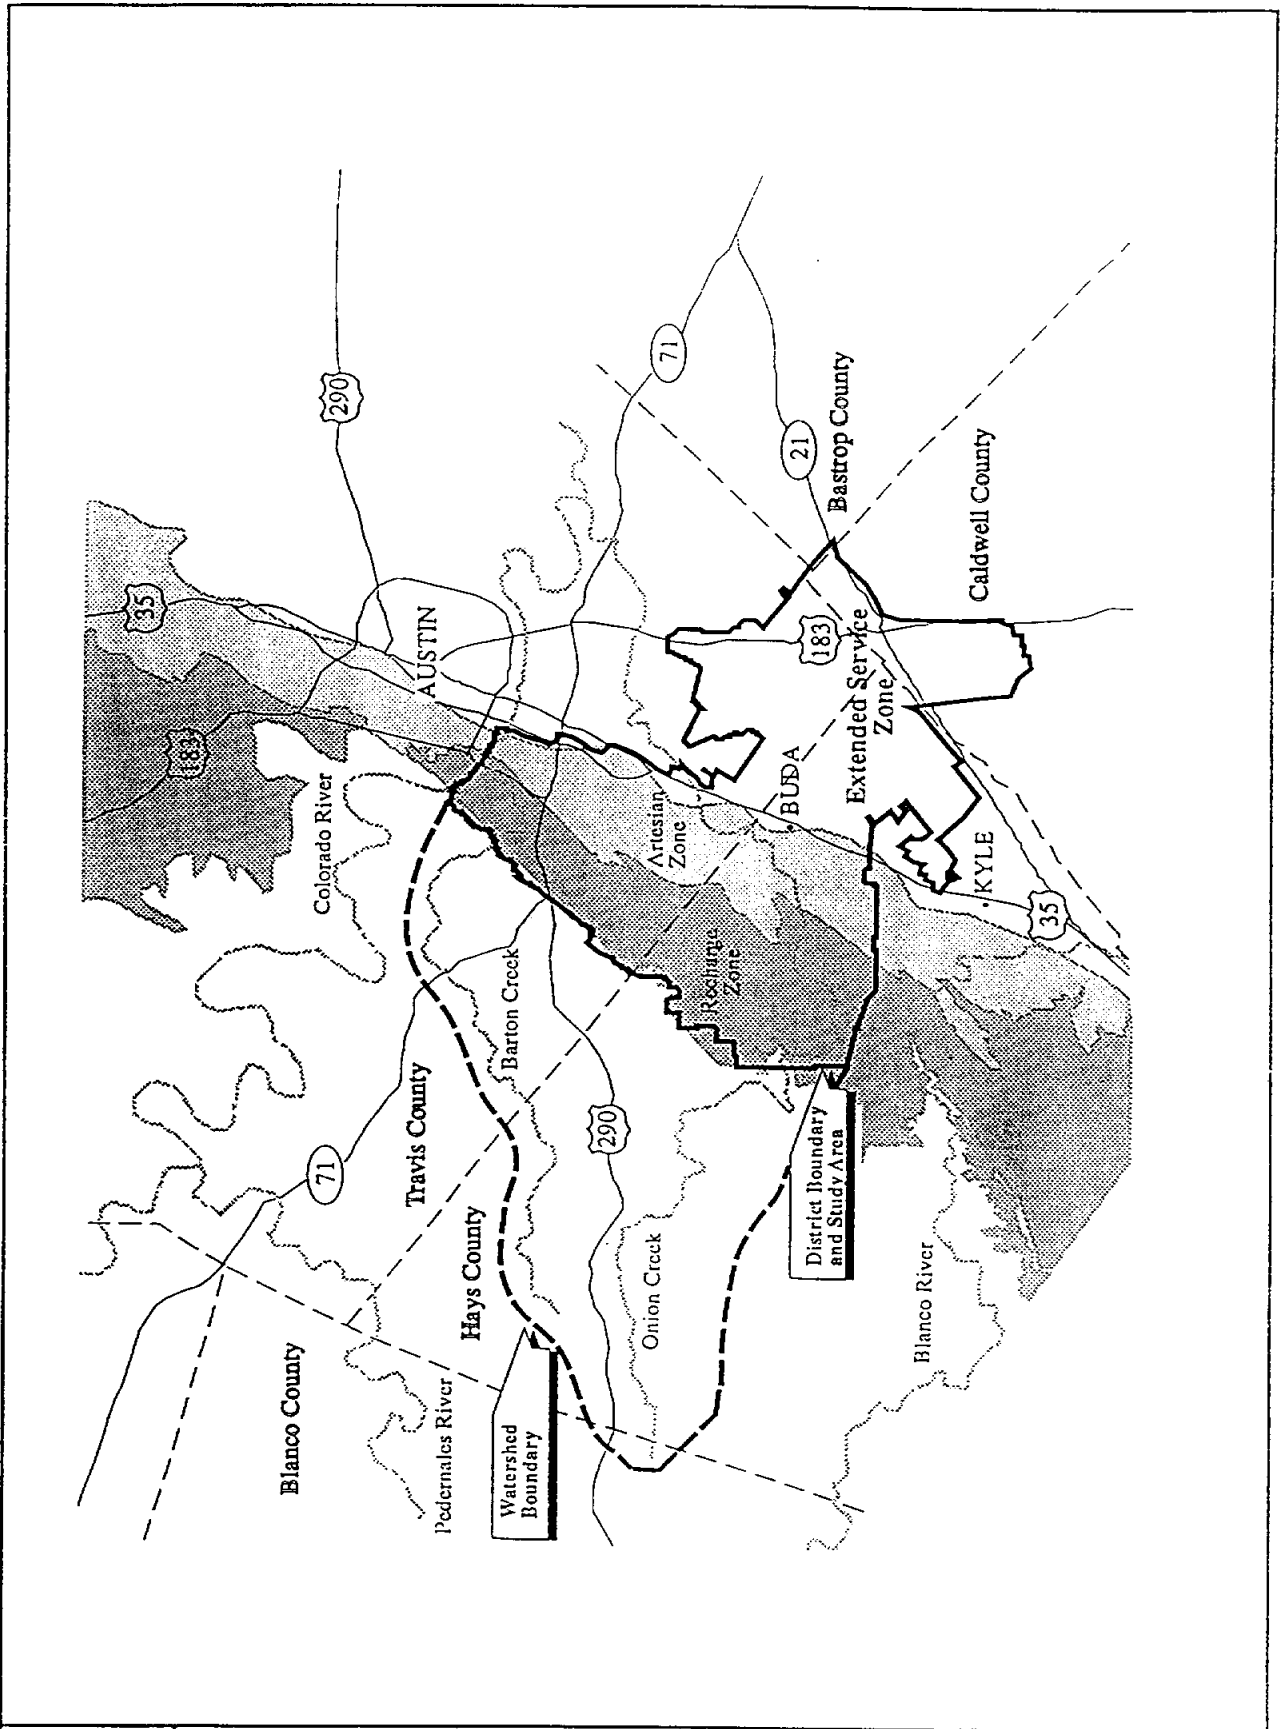 Blanco County
Pedernales River
Watershed
Boundary
Hays County
Travis County
71
Colorado River
183
35
290
AUSTIN
Barton Creek
290
Onion Creek
Artesian
Zone
Recharge
Zone
71
21
Bastrop County
183
Extended Service
Zone
BUDA
Caldwell County
District Boundary
and Study Area
Blanco River
KYLE
35